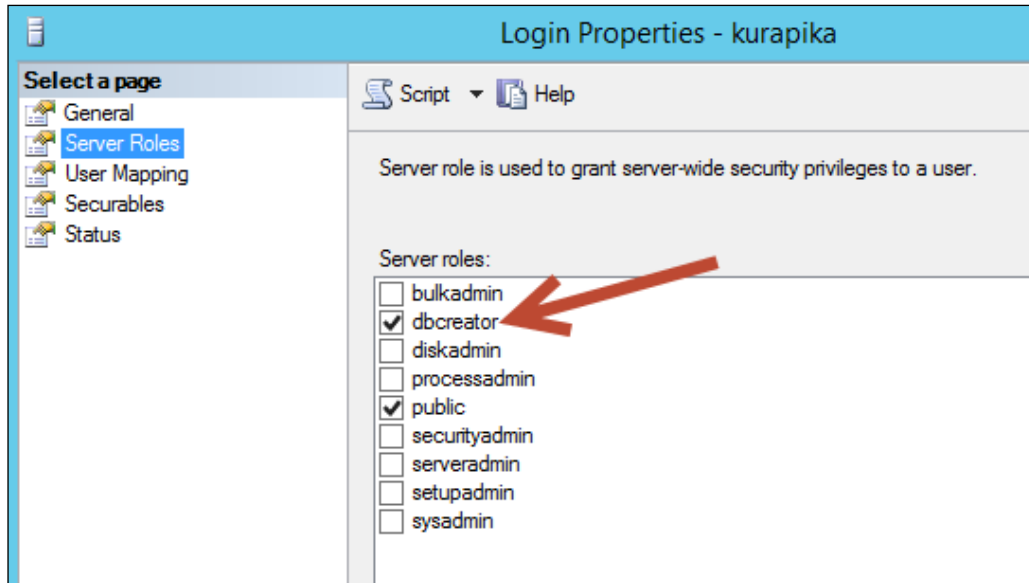 Login Properties - kurapika
Select a page
General
Server Roles
User Mapping
Securables
Status
Script
Help
Server role is used to grant server-wide security privileges to a user.
Server roles:
bulkadmin
dbcreator
diskadmin
processadmin
public
securityadmin
serveradmin
setupadmin
sysadmin